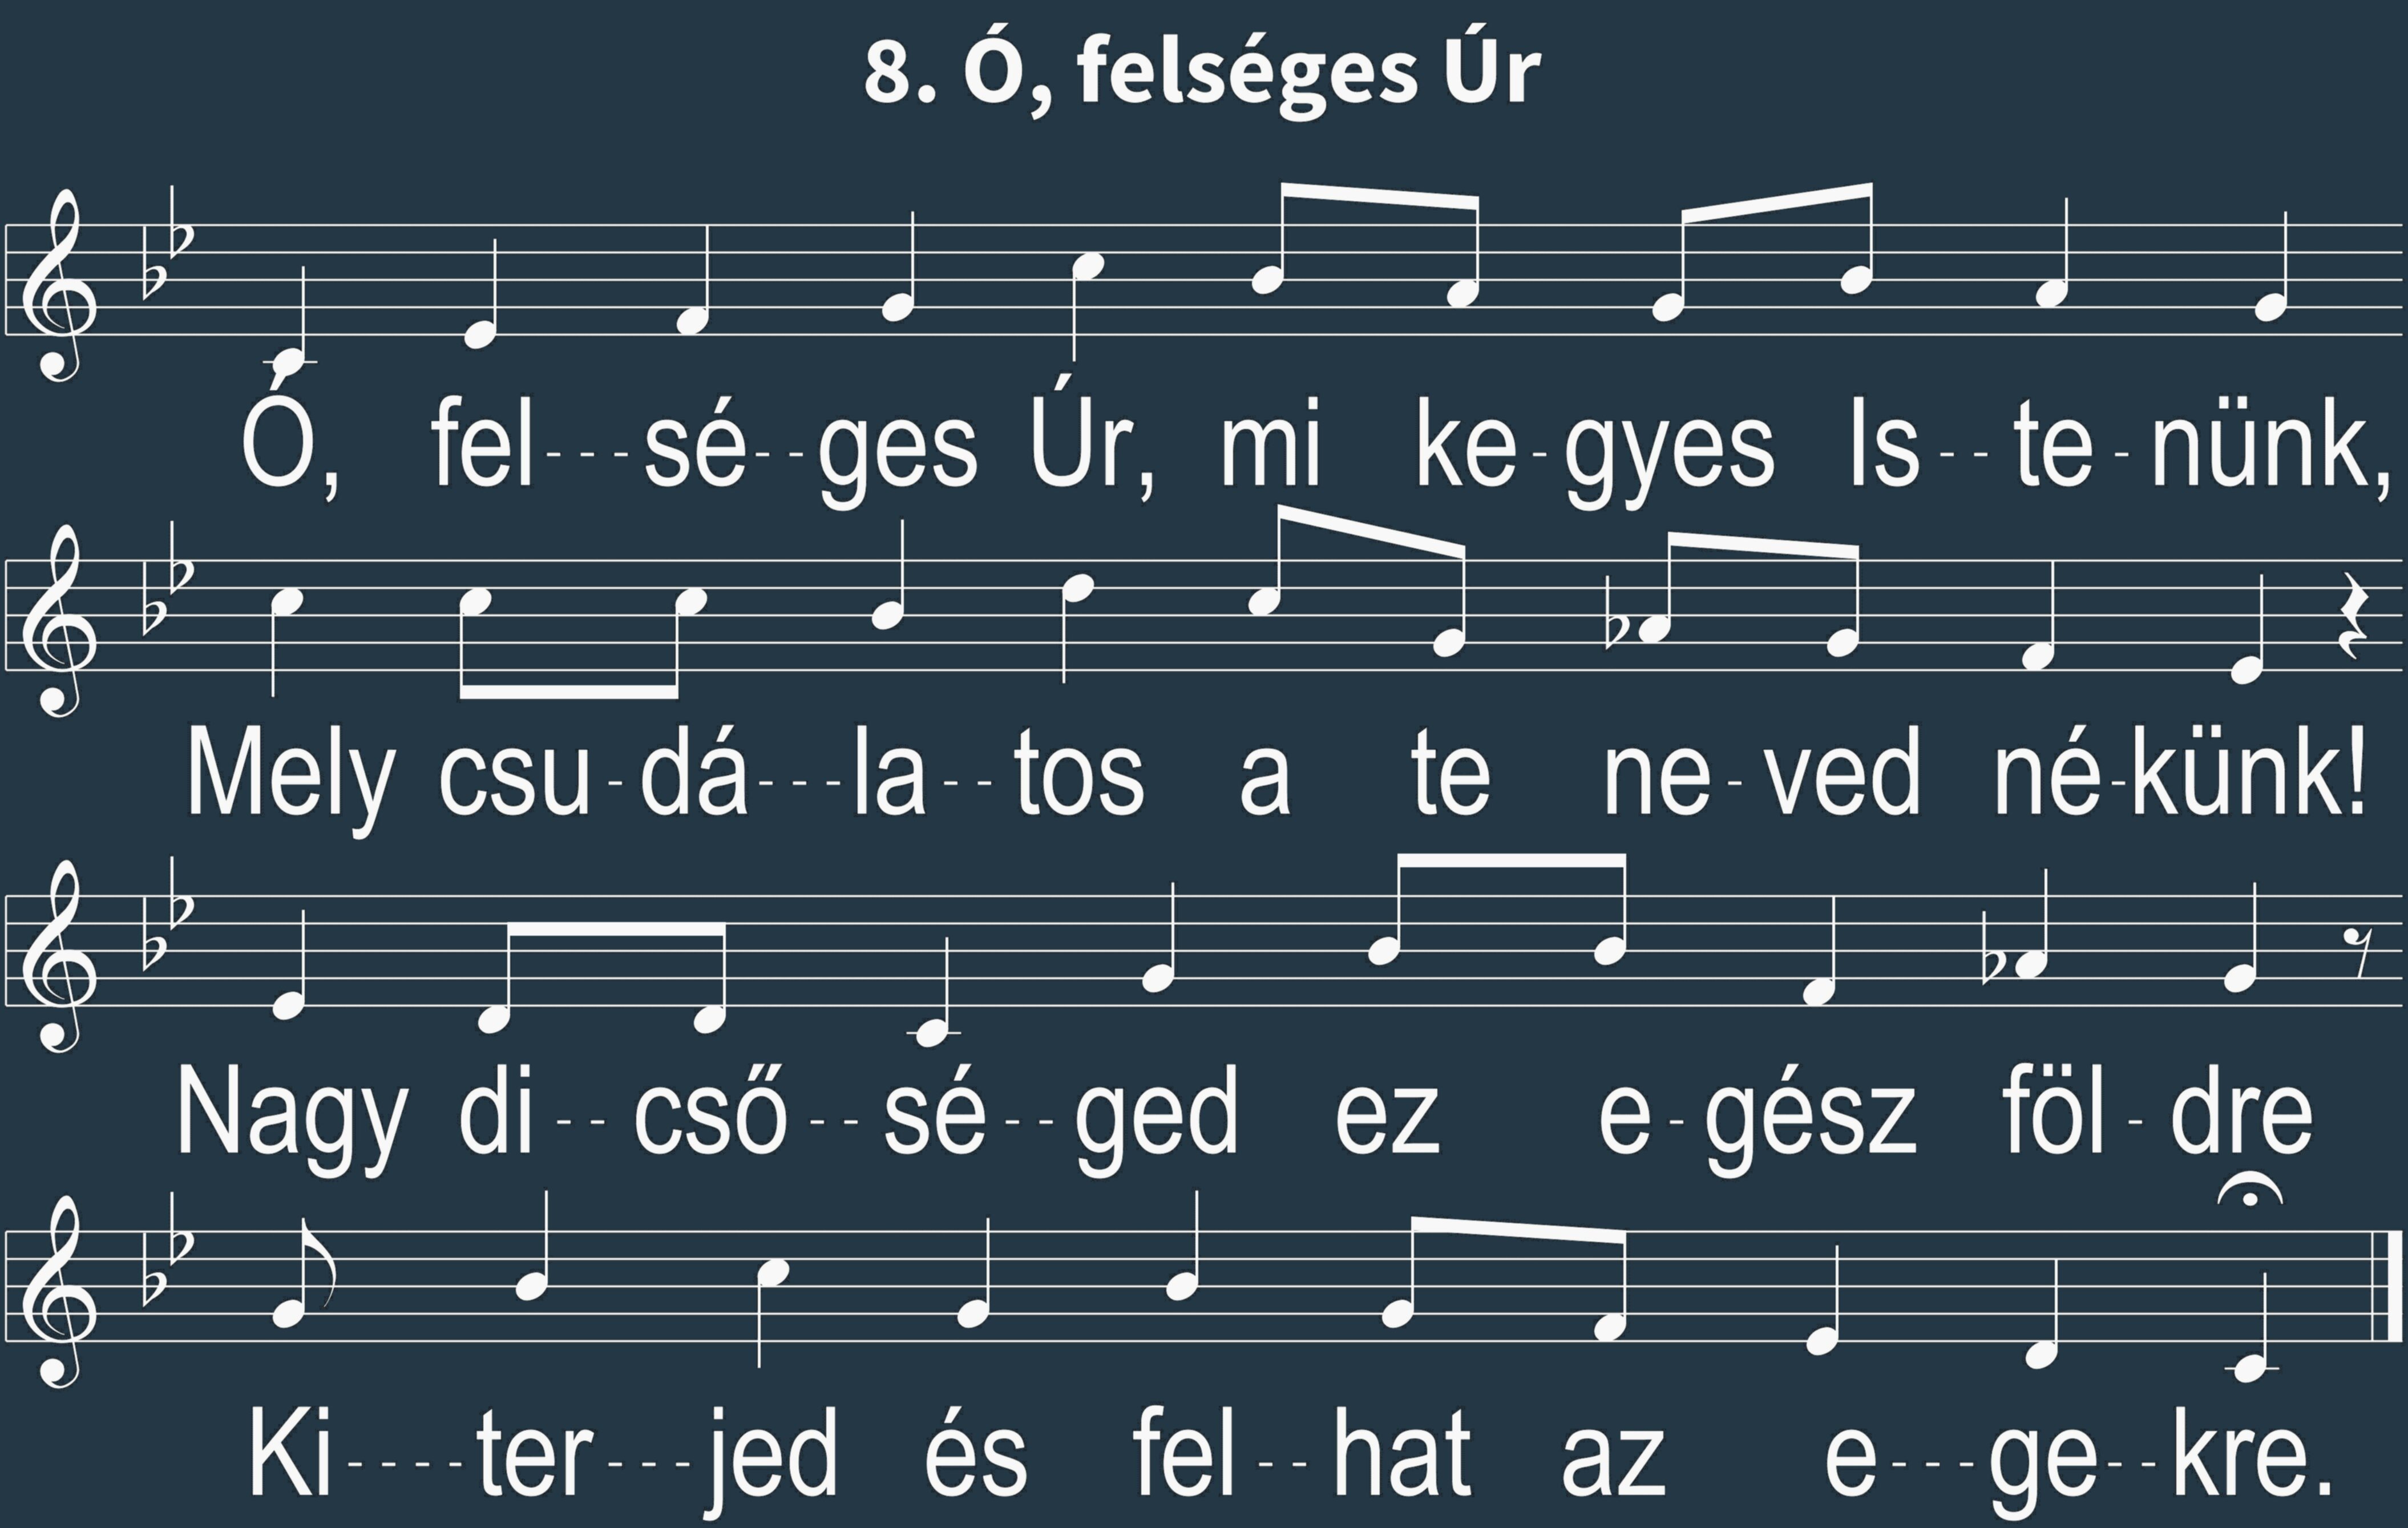 8. Ó, felséges Úr
Ó, fel---sé--ges Úr, mi ke-gyes Is--te-nünk,
Mely csu-dá---la--tos a te ne-ved né-künk!
Nagy di--cső--sé--ged ez e-gész föl-dre
Ki----ter---jed és fel--hat az e---ge--kre.